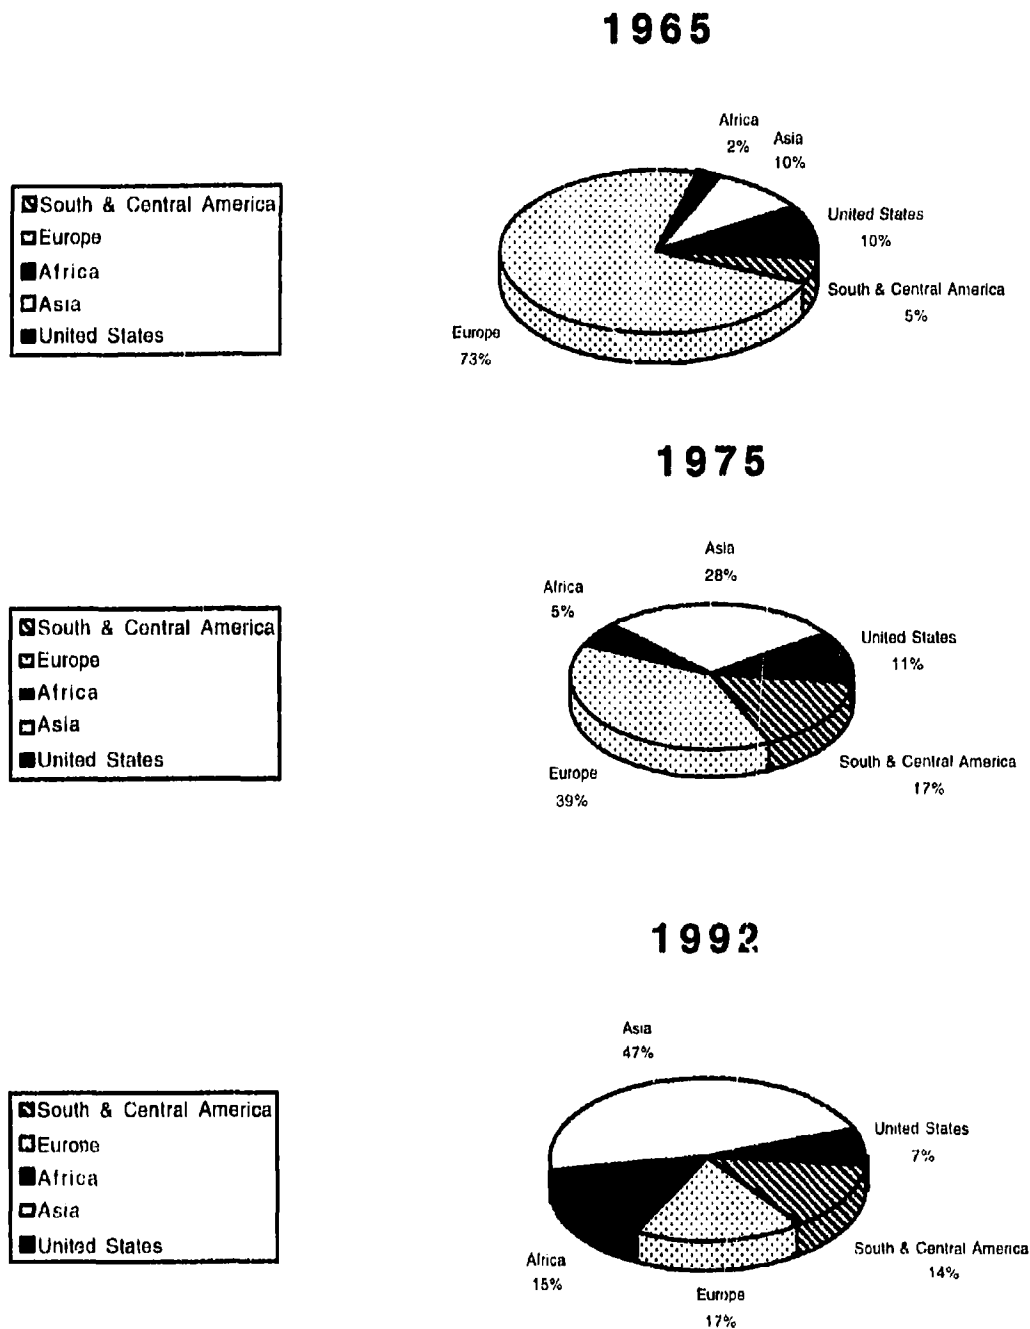 1965
Africa
2%
Asia
10%
United States
10%
South & Central America
5%
Europe
73%
South & Central America
Europe
Africa
Asia
United States
1975
Asia
28%
Africa
5%
United States
11%
South & Central America
17%
Europe
39%
South & Central America
Europe
Africa
Asia
United States
1992
Asia
47%
United States
7%
South & Central America
14%
Africa
15%
Europe
17%
South & Central America
Europe
Africa
Asia
United States